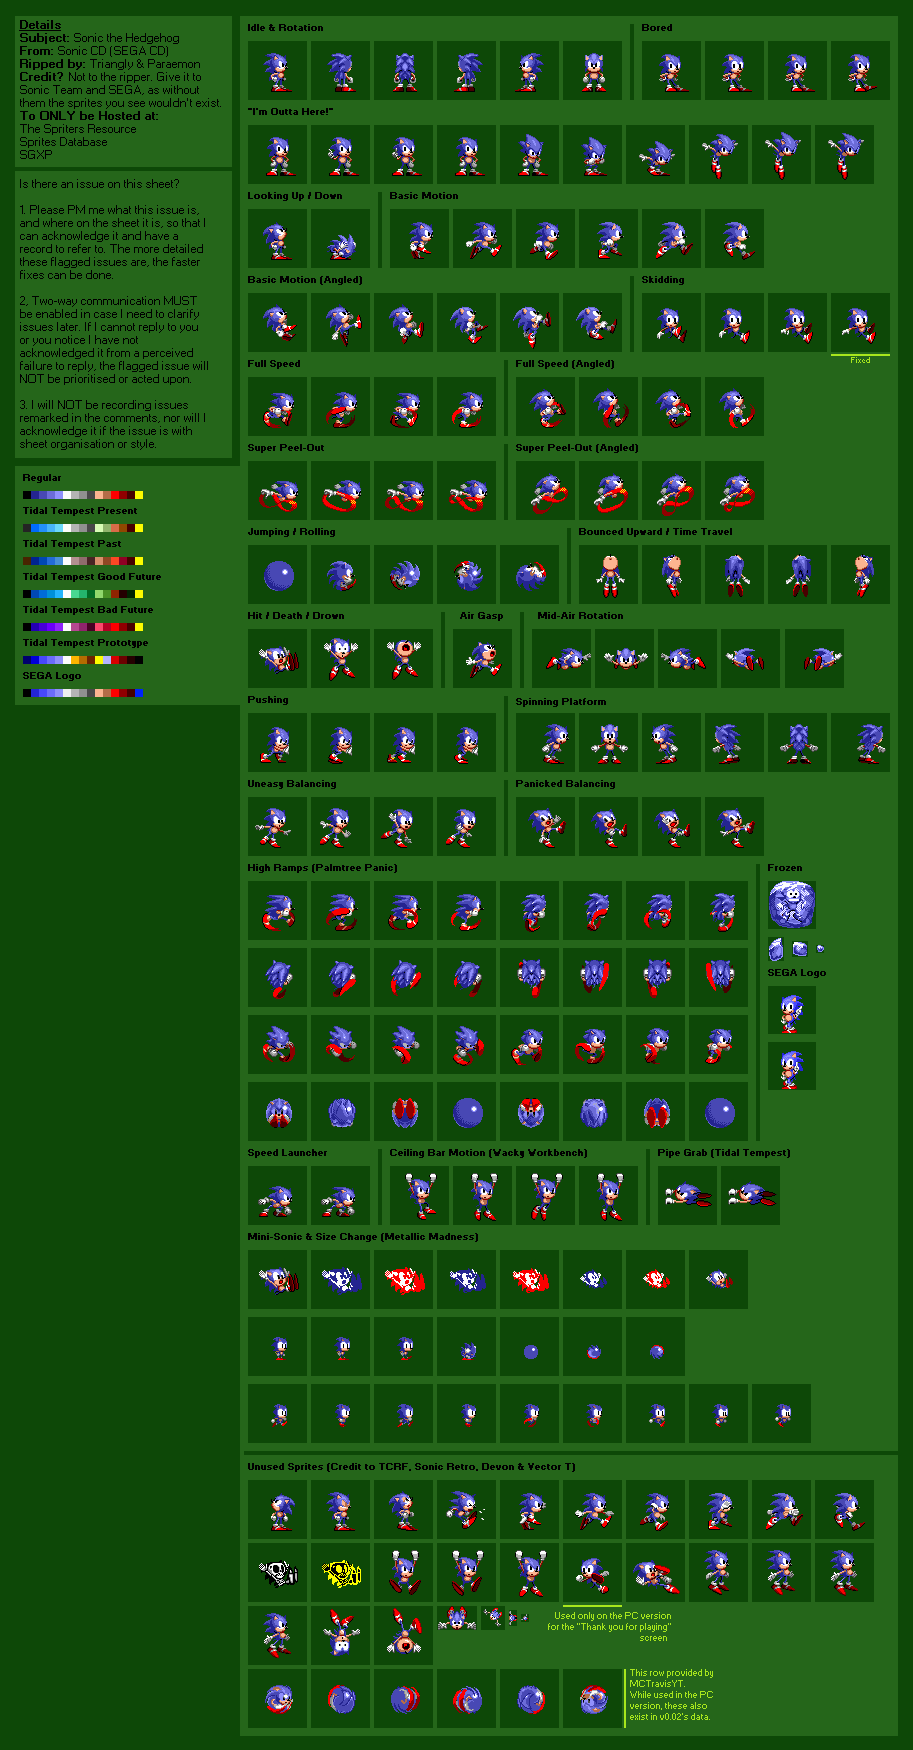 Details
Subject: Sonic the Hedgehog
From: Sonic CD (SEGA CD)
Ripped by: Triangly & Paraemon
Credit? Not to the ripper. Give it to
Sonic Team and SEGA, as without
them the sprites you see wouldn't exist.
To ONLY be Hosted at:
The Spriters Resource
Sprites Database
SGXP
Is there an issue on this sheet?
1. Please PM me what this issue is,
and where on the sheet it is, so that I
can acknowledge it and have a
record to refer to. The more detailed
these flagged issues are, the faster
fixes can be done.
2, Two-way communication MUST
be enabled in case I need to clarify
issues later. If I cannot reply to you
or you notice I have not
acknowledged it from a perceived
failure to reply, the flagged issue will
NOT be prioritised or acted upon.
3. I will NOT be recording issues
remarked in the comments, nor will I
acknowledge it if the issue is with
sheet organisation or style.
Regular
Tidal Tempest Present
Tidal Tempest Past
Tidal Tempest Good Future
Tidal Tempest Bad Future
Tidal Tempest Prototype
SEGA Logo
Idle & Rotation
Bored
"I'm Outta Here!"
Looking Up / Down
Basic Motion
Basic Motion (Angled)
Skidding
Fixed
Full Speed
Full Speed (Angled)
Super Peel-Out
Super Peel-Out (Angled)
Jumping / Rolling
Bounced Upward / Time Travel
Hit / Death / Drown
Air Gasp
Mid-Air Rotation
Pushing
Spinning Platform
Uneasy Balancing
Panicked Balancing
High Ramps (Palmtree Panic)
Frozen
SEGA Logo
Speed Launcher
Ceiling Bar Motion (Wacky Workbench)
Pipe Grab (Tidal Tempest)
Mini-Sonic & Size Change (Metallic Madness)
Unused Sprites (Credit to TCRF, Sonic Retro, Devon & Vector T)
Used only on the PC version
for the "Thank you for playing"
screen
This row provided by
MCTravisYT.
While used in the PC
version, these also
exist in v0.02's data.